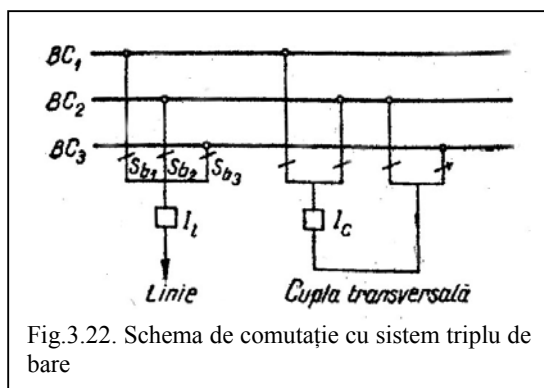 BC₁
BC₂
BC₃
Sb₁ Sb₂ Sb₃
Iₗ
I꜀
Linie Cupla transversală
Fig.3.22. Schema de comutație cu sistem triplu de
bare